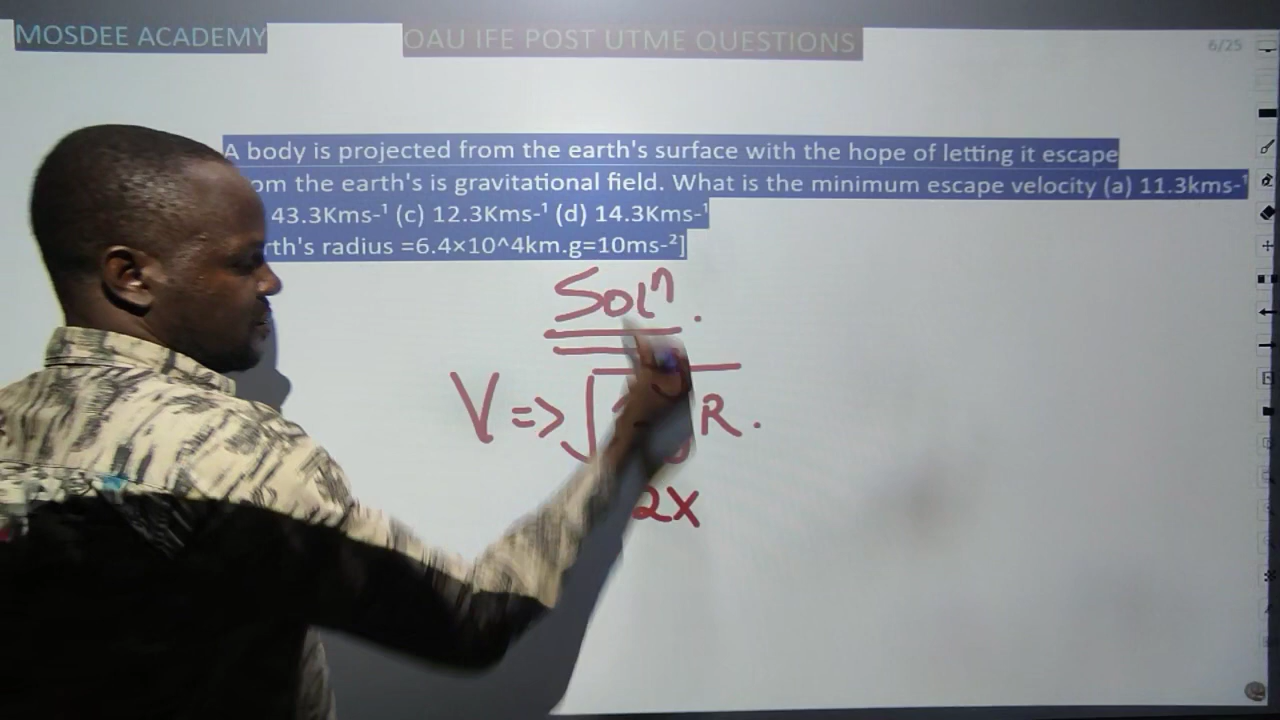 MOSDEE ACADEMY
OAU IFE POST UTME QUESTIONS
6/25
A body is projected from the earth's surface with the hope of letting it escape
om the earth's is gravitational field. What is the minimum escape velocity (a) 11.3kms-¹
43.3Kms-¹ (c) 12.3Kms-¹ (d) 14.3Kms-¹
rth's radius =6.4×10^4km.g=10ms-²]
Solⁿ.
V => √ R.
2x